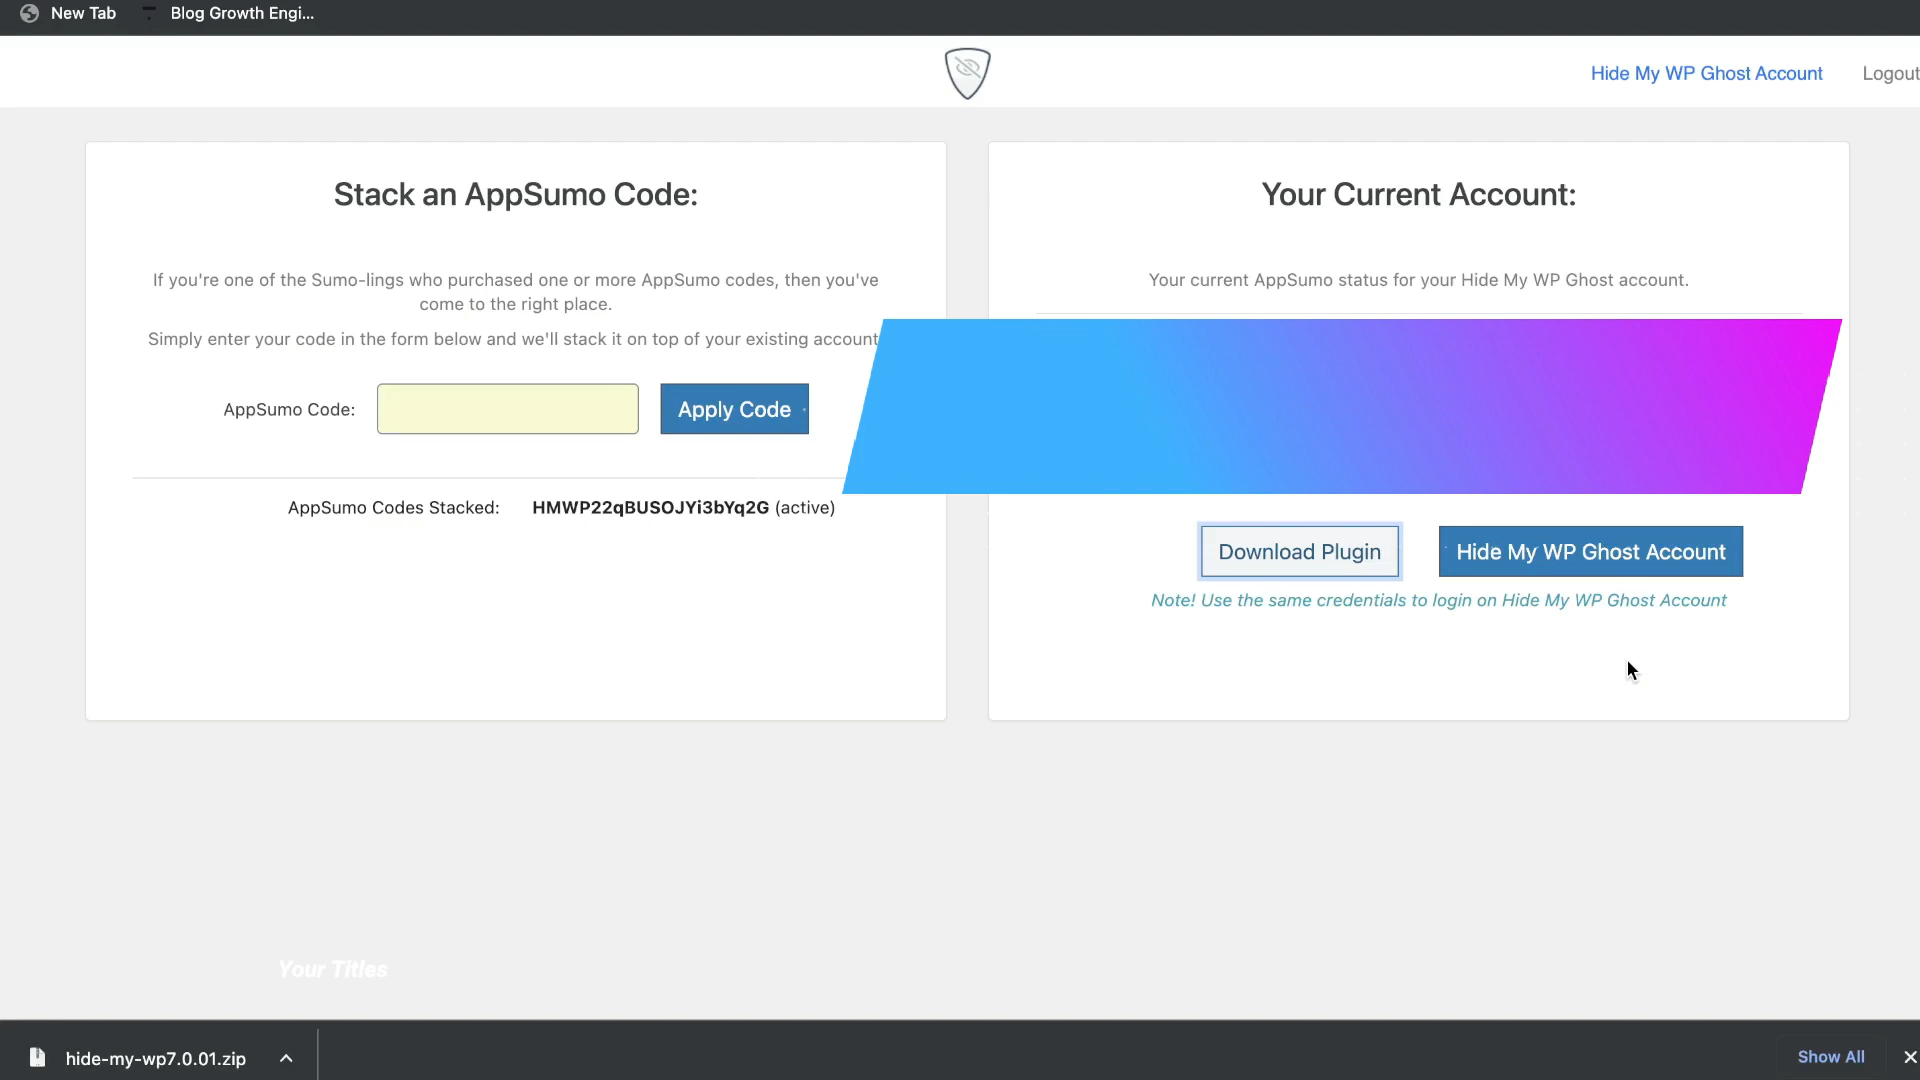 New Tab
Blog Growth Engi...
Hide My WP Ghost Account
Logout
Stack an AppSumo Code:
If you're one of the Sumo-lings who purchased one or more AppSumo codes, then you've
come to the right place.
Simply enter your code in the form below and we'll stack it on top of your existing account
AppSumo Code:
Apply Code
AppSumo Codes Stacked: HMWP22qBUSOJYi3bYq2G (active)
Your Current Account:
Your current AppSumo status for your Hide My WP Ghost account.
Download Plugin
Hide My WP Ghost Account
Note! Use the same credentials to login on Hide My WP Ghost Account
Your Titles
hide-my-wp7.0.01.zip
Show All